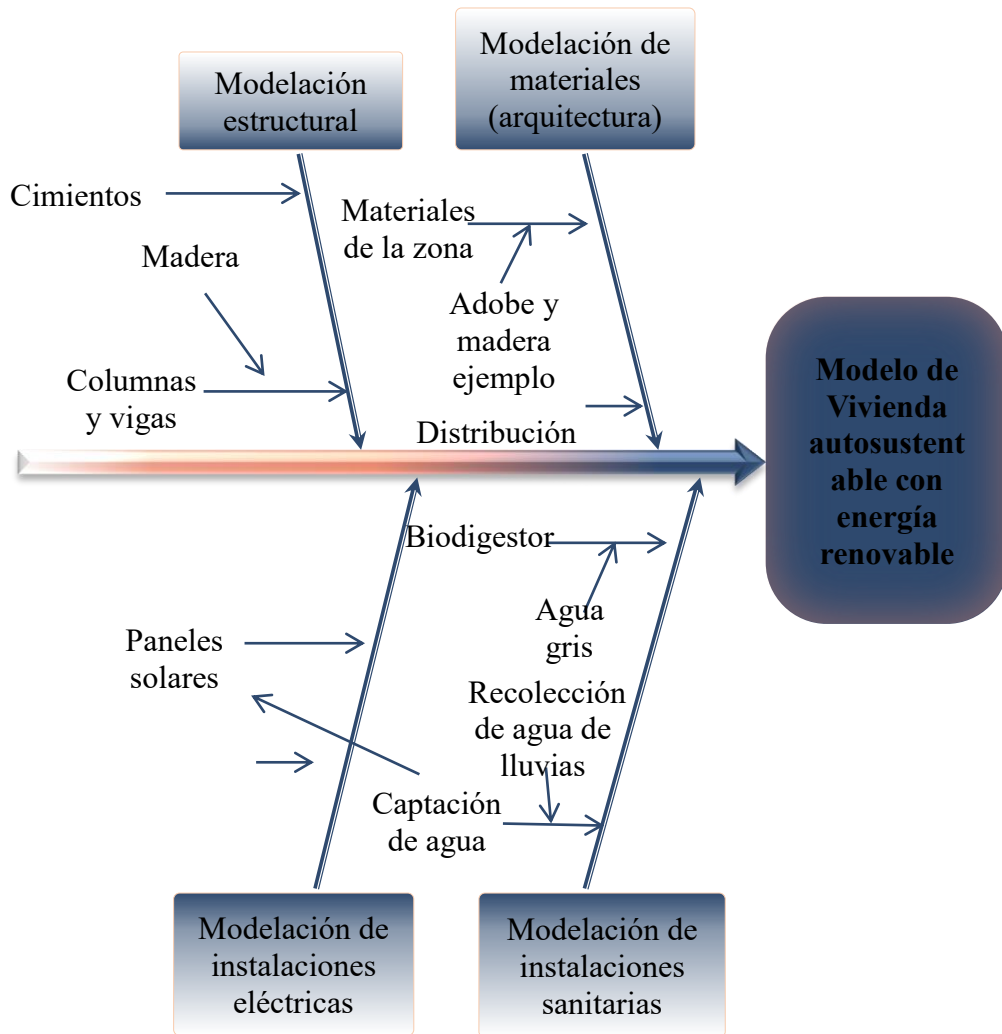 Modelación
estructural
Modelación de
materiales
(arquitectura)
Cimientos
Madera
Columnas
y vigas
Materiales
de la zona
Adobe y
madera
ejemplo
Distribución
Modelo de
Vivienda
autosustent
able con
energía
renovable
Biodigestor
Agua
gris
Paneles
solares
Recolección
de agua de
lluvias
Captación
de agua
Modelación de
instalaciones
eléctricas
Modelación de
instalaciones
sanitarias